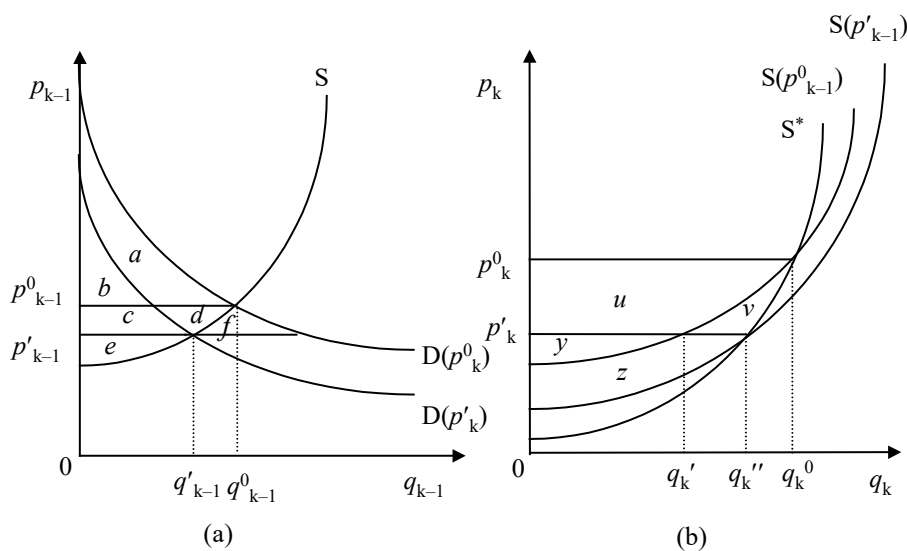 p_{k–1}
S
a
b
p^0_{k–1}
c
d
f
p'_{k–1}
e
D(p^0_k)
D(p'_k)
0
q'_{k–1}
q^0_{k–1}
q_{k–1}
(a)
S(p'_{k–1})
p_k
S(p^0_{k–1})
S^*
p^0_k
u
v
p'_k
y
z
0
q_k'
q_k''
q_k^0
q_k
(b)